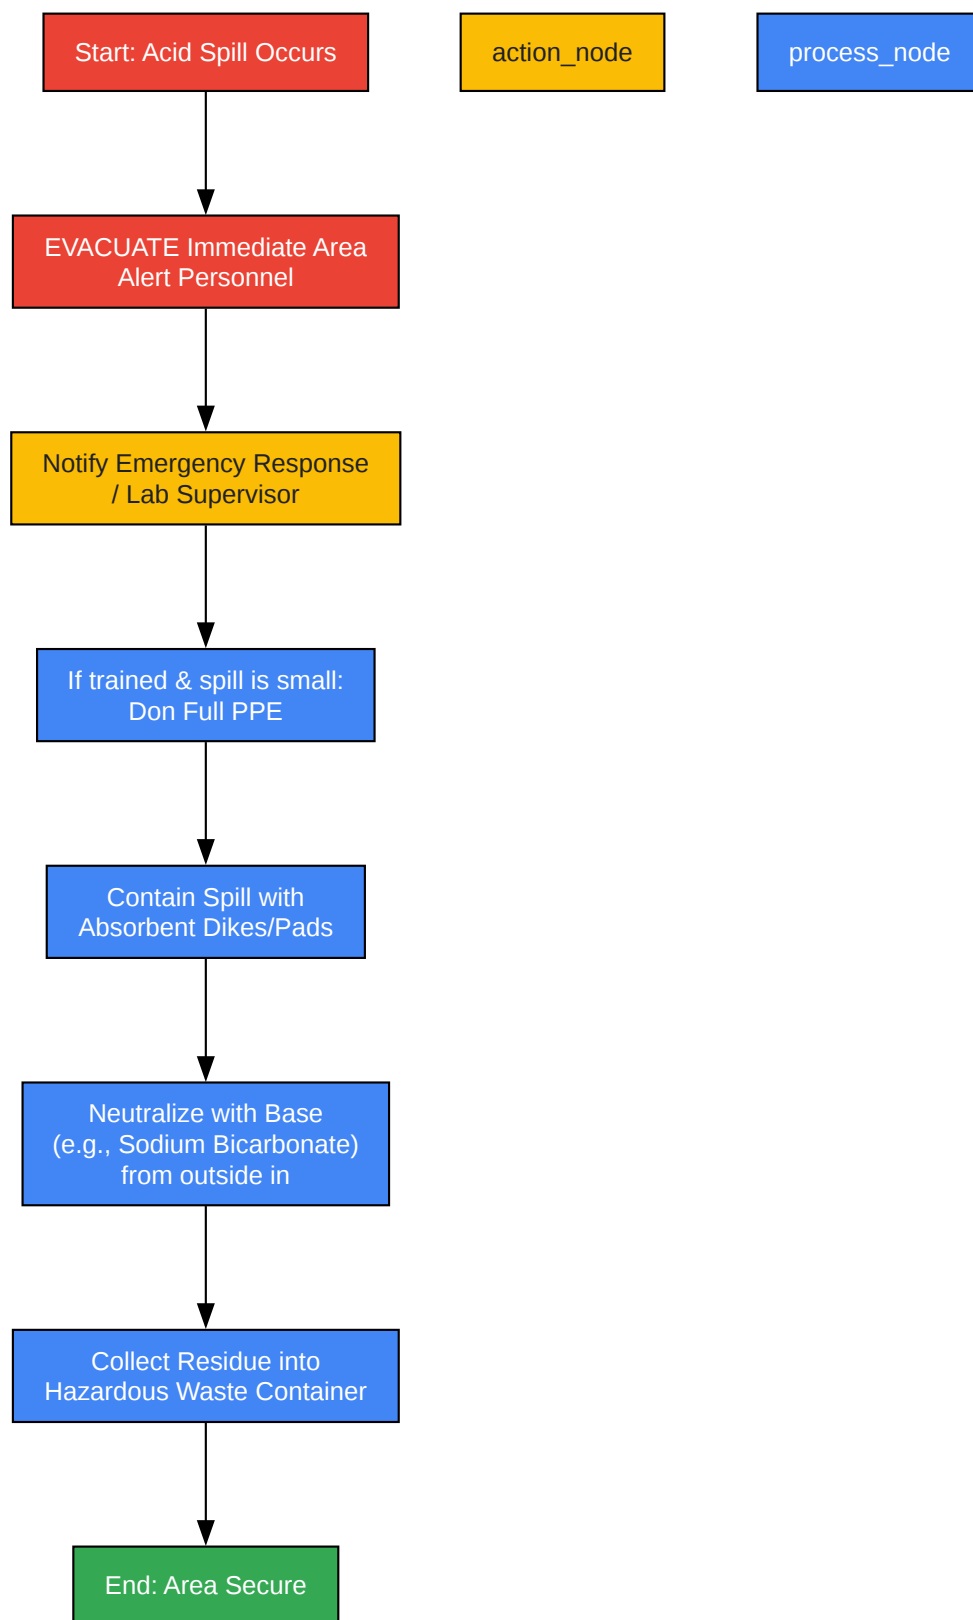 Start: Acid Spill Occurs
action_node
process_node
EVACUATE Immediate Area
Alert Personnel
Notify Emergency Response
/ Lab Supervisor
If trained & spill is small:
Don Full PPE
Contain Spill with
Absorbent Dikes/Pads
Neutralize with Base
(e.g., Sodium Bicarbonate)
from outside in
Collect Residue into
Hazardous Waste Container
End: Area Secure